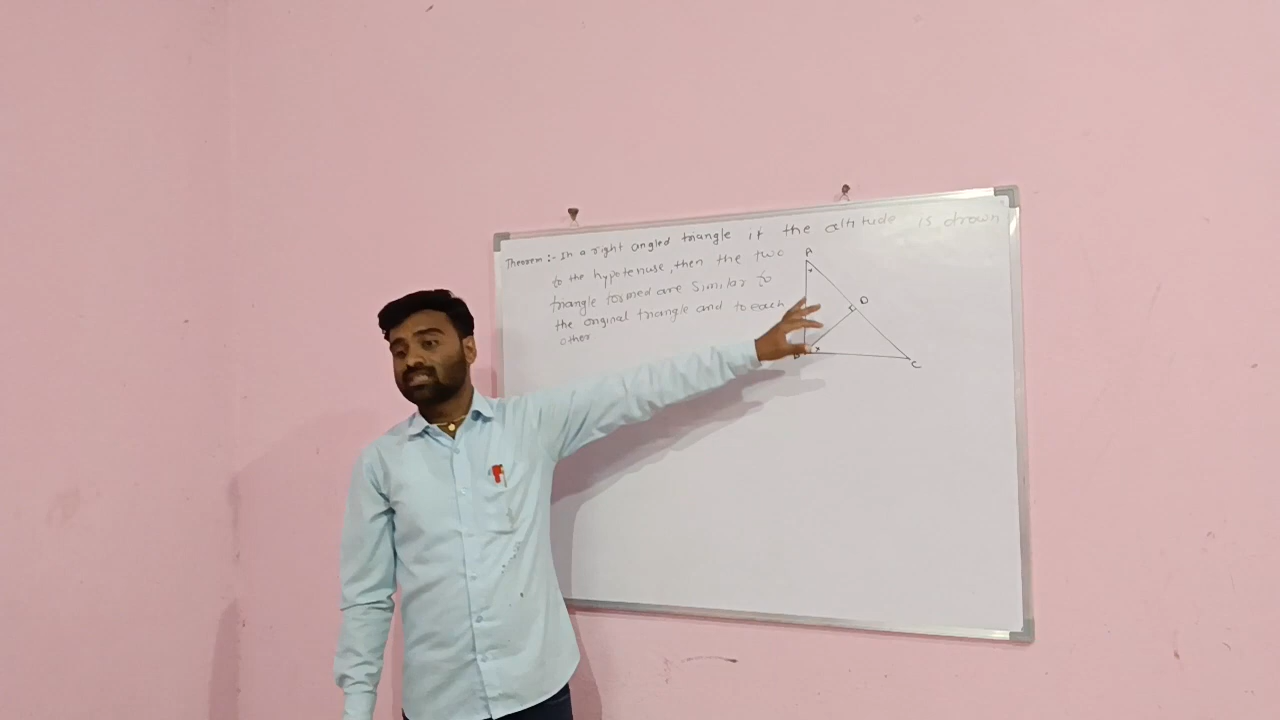 Theorem :- In a right angled triangle if the altitude is drown
to the hypotenuse, then the two
triangle formed are similar to
the original triangle and to each
other
A
D
B
C